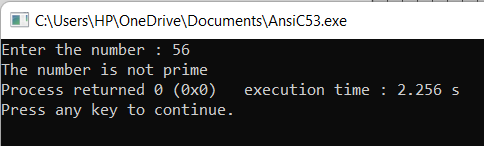 C:\Users\HP\OneDrive\Documents\AnsiC53.exe
Enter the number : 56
The number is not prime
Process returned 0 (0x0)   execution time : 2.256 s
Press any key to continue.